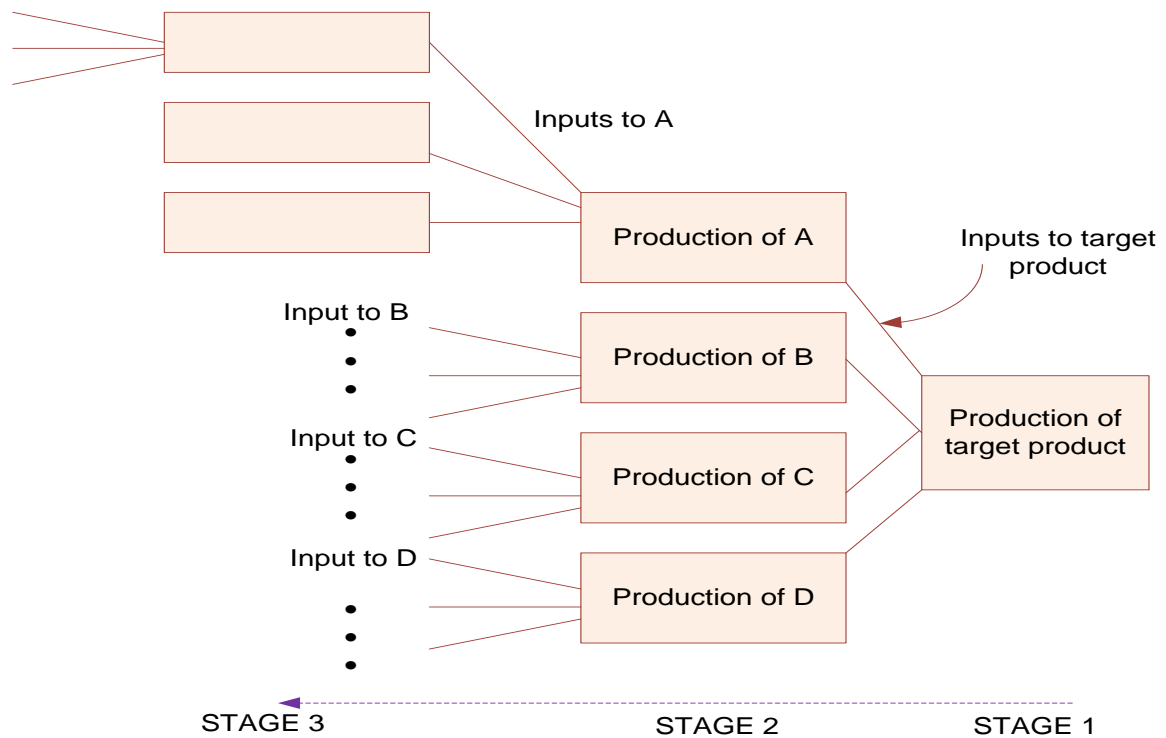 Inputs to A
Production of A
Inputs to target
product
Input to B
Production of B
Production of
target product
Input to C
Production of C
Input to D
Production of D
STAGE 3
STAGE 2
STAGE 1